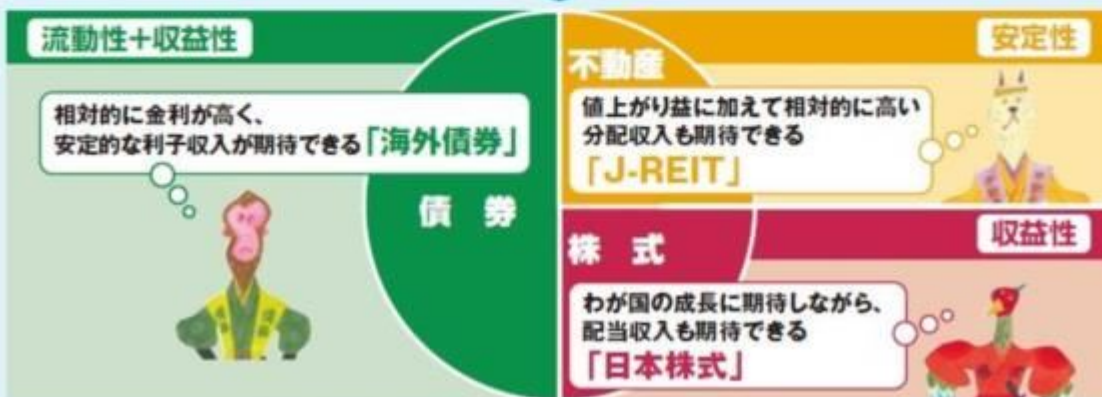 流動性+収益性
相対的に金利が高く、
安定的な利子収入が期待できる「海外債券」
債 券
不動産
安定性
値上がり益に加えて相対的に高い
分配収入も期待できる
「J-REIT」
株 式
収益性
わが国の成長に期待しながら、
配当収入も期待できる
「日本株式」